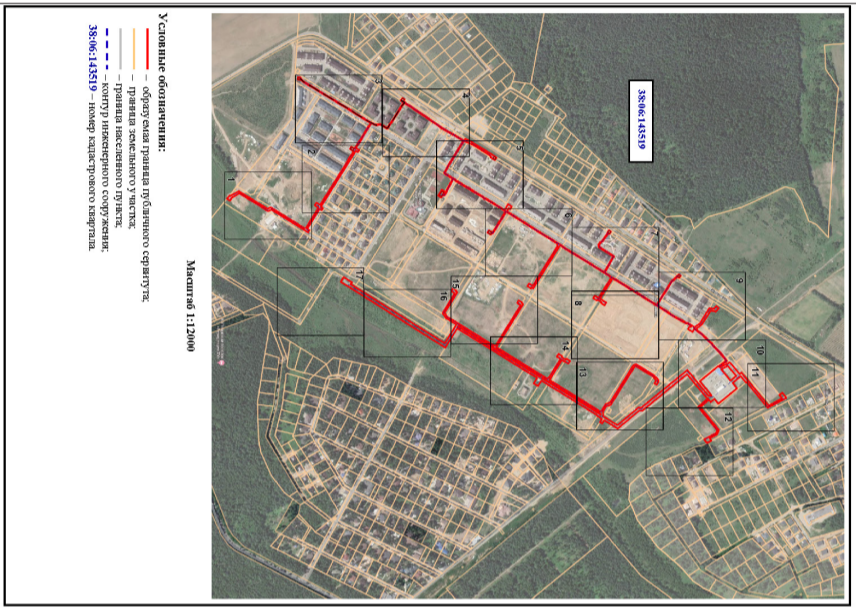 38:06:143519
1
2
3
4
5
6
7
8
9
10
11
12
13
14
15
16
17
Масштаб 1:12000
Условные обозначения:
– образуемая граница публичного сервитута;
– граница земельного участка;
– граница населенного пункта;
– контур инженерного сооружения;
38:06:143519 – номер кадастрового квартала.